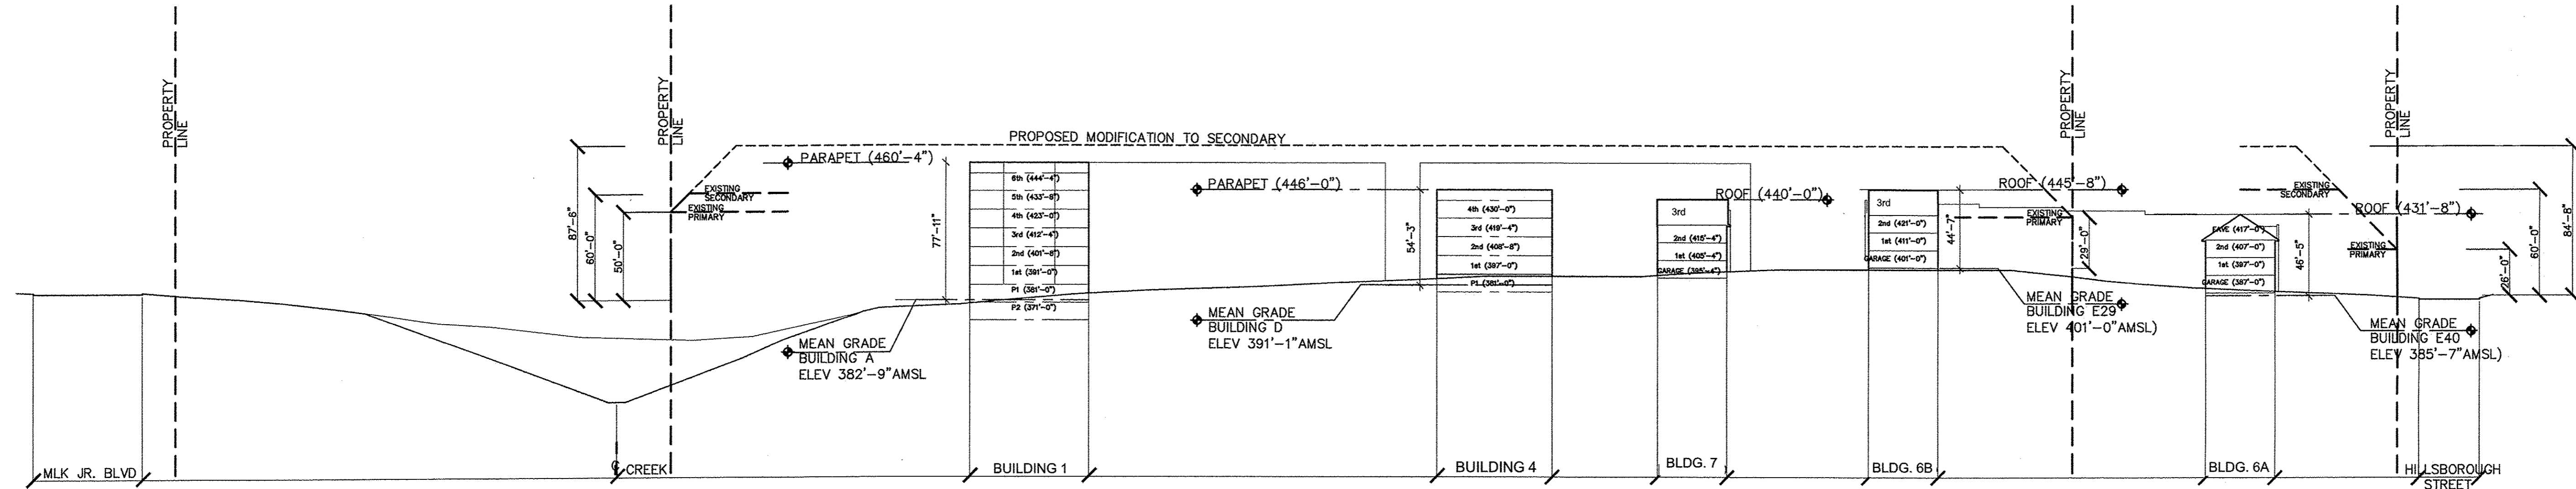 PROPERTY
LINE
PROPERTY
LINE
PROPERTY
LINE
PROPERTY
LINE
PROPOSED MODIFICATION TO SECONDARY
87'-6"
60'-0"
50'-0"
EXISTING
SECONDARY
EXISTING
PRIMARY
PARAPET (460'-4")
77'-11"
6th (444'-4")
5th (433'-8")
4th (423'-0")
3rd (412'-4")
2nd (401'-8")
1st (391'-0")
P1 (381'-0")
P2 (371'-0")
MEAN GRADE
BUILDING A
ELEV 382'-9"AMSL
PARAPET (446'-0")
54'-3"
4th (430'-0")
3rd (419'-4")
2nd (408'-8")
1st (397'-0")
P1 (381'-0")
MEAN GRADE
BUILDING D
ELEV 391'-1"AMSL
ROOF (440'-0")
3rd
2nd (415'-4")
1st (405'-4")
GARAGE (395'-4")
3rd
2nd (421'-0")
1st (411'-0")
GARAGE (401'-0")
44'-7"
ROOF (445'-8")
EXISTING
PRIMARY
29'-0"
MEAN GRADE
BUILDING E29
ELEV 401'-0"AMSL)
EAVE (417'-0")
2nd (407'-0")
1st (397'-0")
GARAGE (387'-0")
46'-5"
EXISTING
SECONDARY
EXISTING
PRIMARY
ROOF (431'-8")
26'-0"
60'-0"
84'-8"
MEAN GRADE
BUILDING E40
ELEV 385'-7"AMSL)
MLK JR. BLVD
CREEK
BUILDING 1
BUILDING 4
BLDG. 7
BLDG. 6B
BLDG. 6A
HILLSBOROUGH
STREET